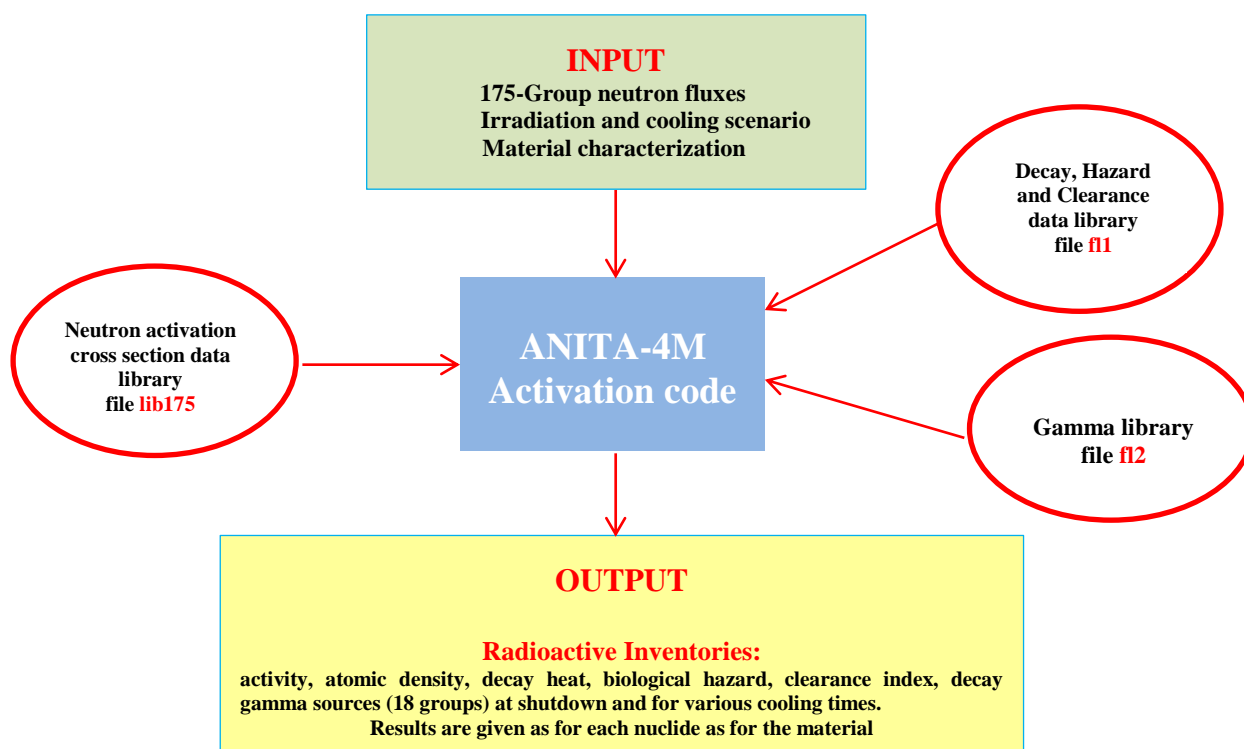 INPUT
175-Group neutron fluxes
Irradiation and cooling scenario
Material characterization
Decay, Hazard
and Clearance
data library
file fl1
Neutron activation
cross section data
library
file lib175
ANITA-4M
Activation code
Gamma library
file fl2
OUTPUT
Radioactive Inventories:
activity, atomic density, decay heat, biological hazard, clearance index, decay
gamma sources (18 groups) at shutdown and for various cooling times.
Results are given as for each nuclide as for the material